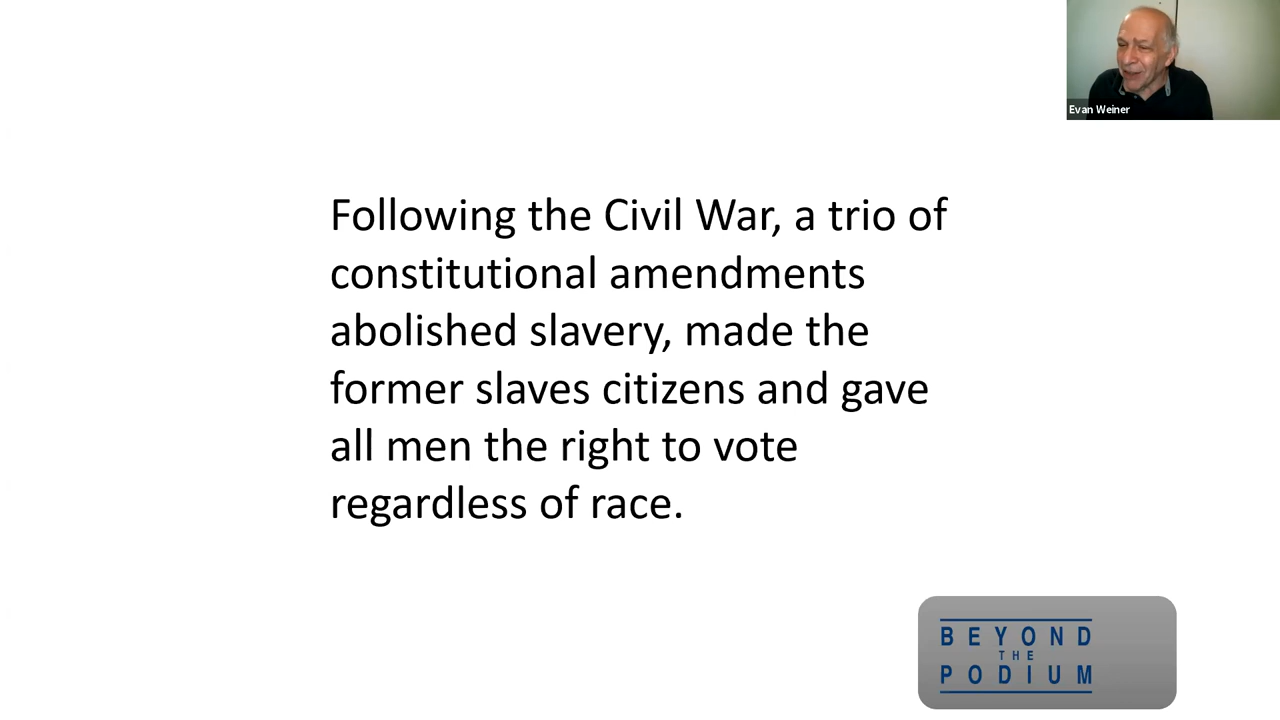 Evan Weiner
Following the Civil War, a trio of
constitutional amendments
abolished slavery, made the
former slaves citizens and gave
all men the right to vote
regardless of race.
BEYOND
THE
PODIUM